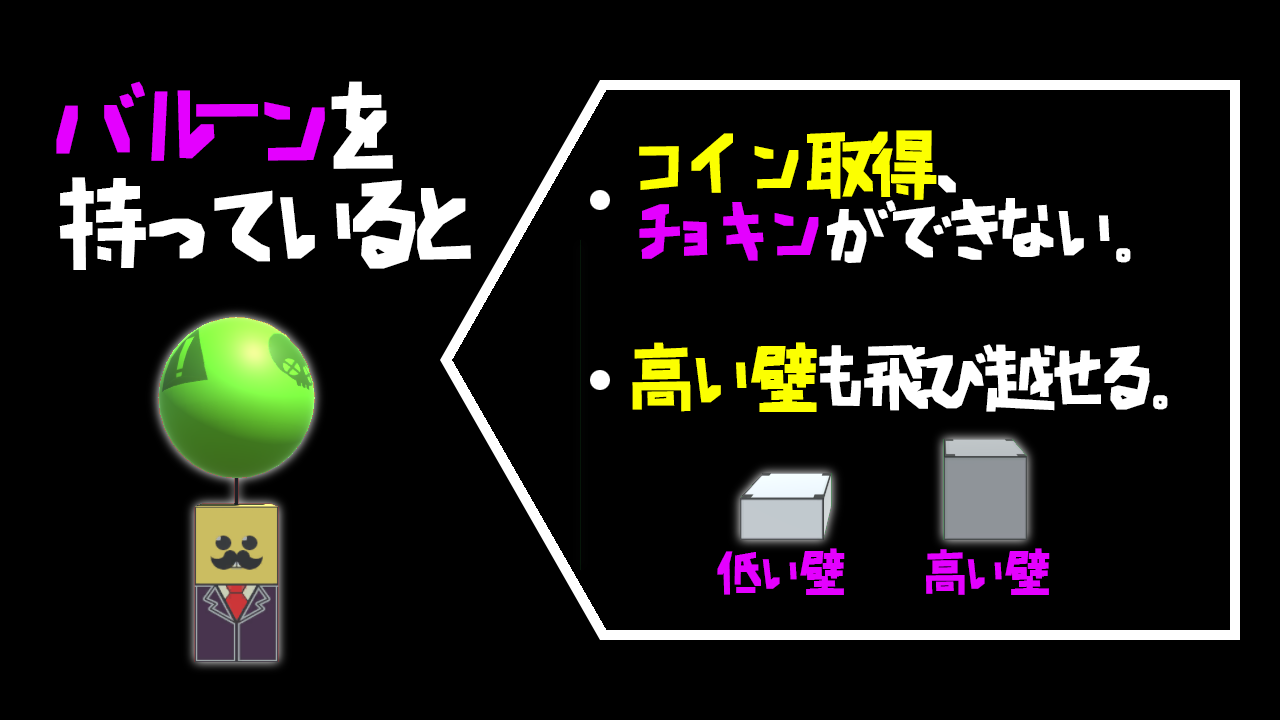 バルーンを
持っていると
コイン取得、
チョキンができない。
高い壁も飛び越せる。
低い壁
高い壁